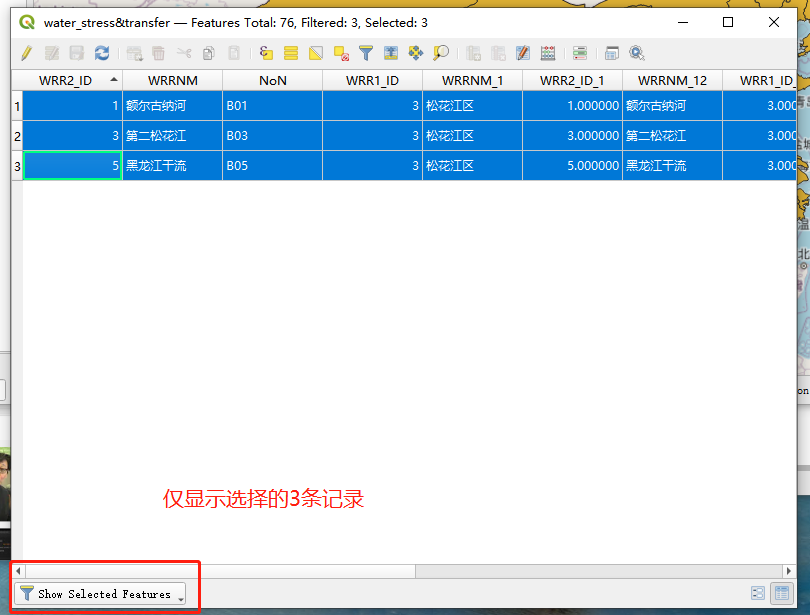 water_stress&transfer — Features Total: 76, Filtered: 3, Selected: 3
WRR2_ID WRRNM NoN WRR1_ID WRRNM_1 WRR2_ID_1 WRRNM_12 WRR1_ID_
1 1 额尔古纳河 B01 3 松花江区 1.000000 额尔古纳河 3.000
2 3 第二松花江 B03 3 松花江区 3.000000 第二松江 3.000
3 5 黑龙江干流 B05 3 松花江区 5.000000 黑龙江干流 3.000
仅显示选择的3条记录
Show Selected Features